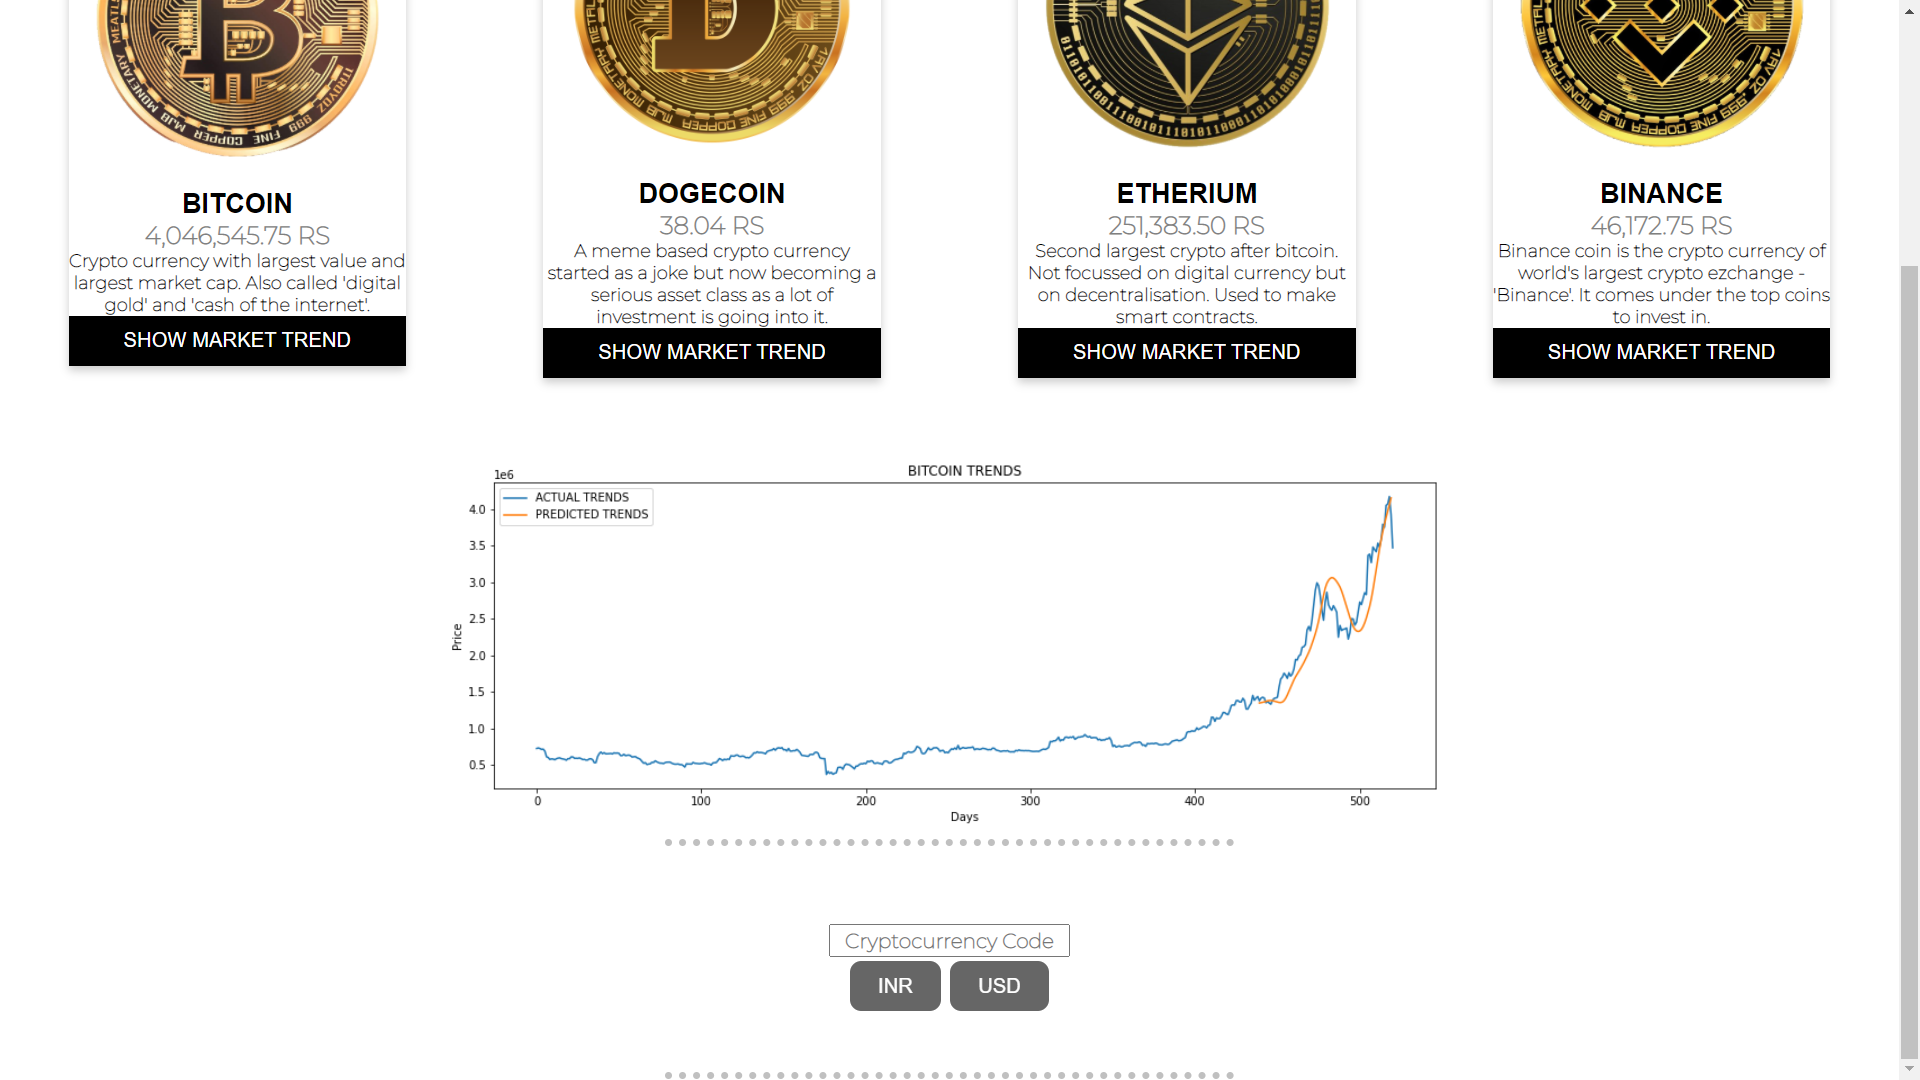 BITCOIN
4,046,545.75 RS
Crypto currency with largest value and
largest market cap. Also called 'digital
gold' and 'cash of the internet'.
SHOW MARKET TREND
DOGECOIN
38.04 RS
A meme based crypto currency
started as a joke but now becoming a
serious asset class as a lot of
investment is going into it.
SHOW MARKET TREND
ETHERIUM
251,383.50 RS
Second largest crypto after bitcoin.
Not focussed on digital currency but
on decentralisation. Used to make
smart contracts.
SHOW MARKET TREND
BINANCE
46,172.75 RS
Binance coin is the crypto currency of
world's largest crypto ezchange -
'Binance'. It comes under the top coins
to invest in.
SHOW MARKET TREND
BITCOIN TRENDS
1e6
ACTUAL TRENDS
PREDICTED TRENDS
4.0
3.5
3.0
2.5
2.0
1.5
1.0
0.5
Price
0 100 200 300 400 500
Days
Cryptocurrency Code
INR USD